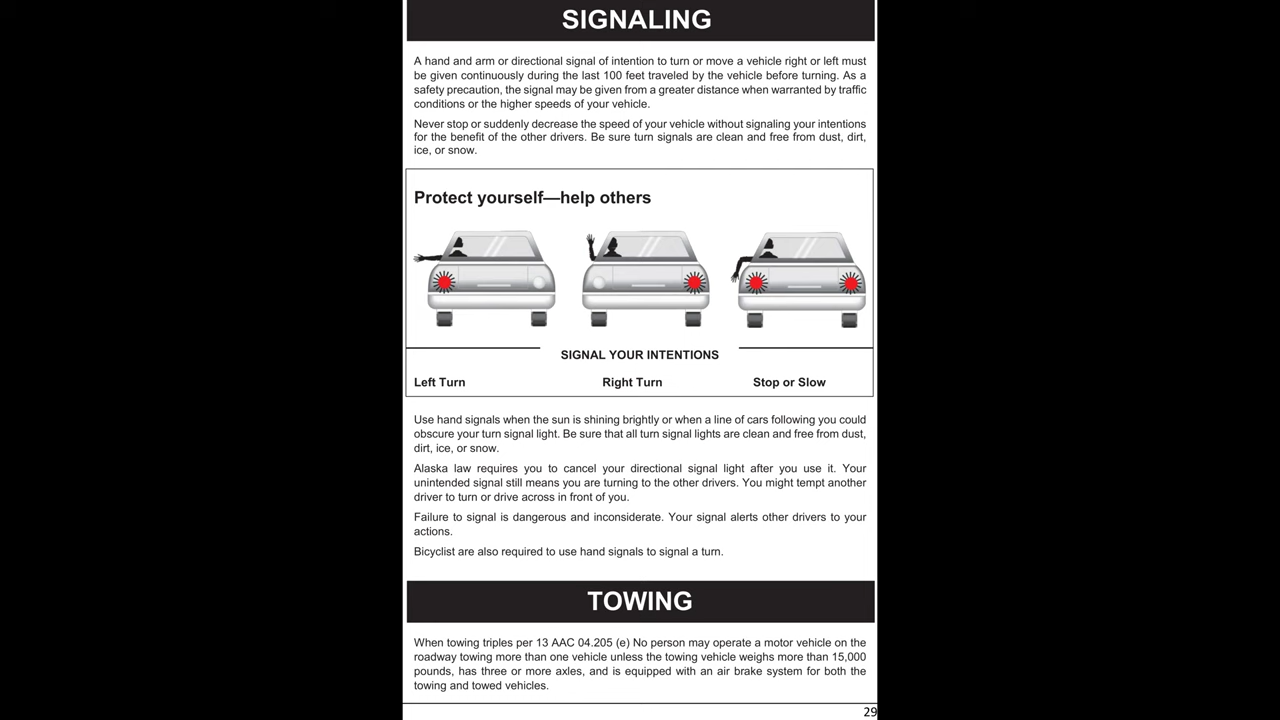 SIGNALING
A hand and arm or directional signal of intention to turn or move a vehicle right or left must
be given continuously during the last 100 feet traveled by the vehicle before turning. As a
safety precaution, the signal may be given from a greater distance when warranted by traffic
conditions or the higher speeds of your vehicle.
Never stop or suddenly decrease the speed of your vehicle without signaling your intentions
for the benefit of the other drivers. Be sure turn signals are clean and free from dust, dirt,
ice, or snow.
Protect yourself—help others
SIGNAL YOUR INTENTIONS
Left Turn Right Turn Stop or Slow
Use hand signals when the sun is shining brightly or when a line of cars following you could
obscure your turn signal light. Be sure that all turn signal lights are clean and free from dust,
dirt, ice, or snow.
Alaska law requires you to cancel your directional signal light after you use it. Your
unintended signal still means you are turning to the other drivers. You might tempt another
driver to turn or drive across in front of you.
Failure to signal is dangerous and inconsiderate. Your signal alerts other drivers to your
actions.
Bicyclist are also required to use hand signals to signal a turn.
TOWING
When towing triples per 13 AAC 04.205 (e) No person may operate a motor vehicle on the
roadway towing more than one vehicle unless the towing vehicle weighs more than 15,000
pounds, has three or more axles, and is equipped with an air brake system for both the
towing and towed vehicles.
29